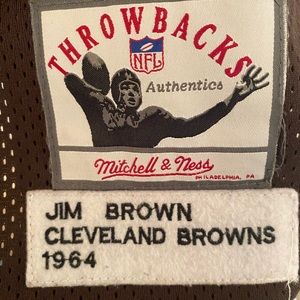 THROWBACKS
NFL
Authentics
Mitchell & Ness
PHILADELPHIA, PA
JIM BROWN
CLEVELAND BROWNS
1964